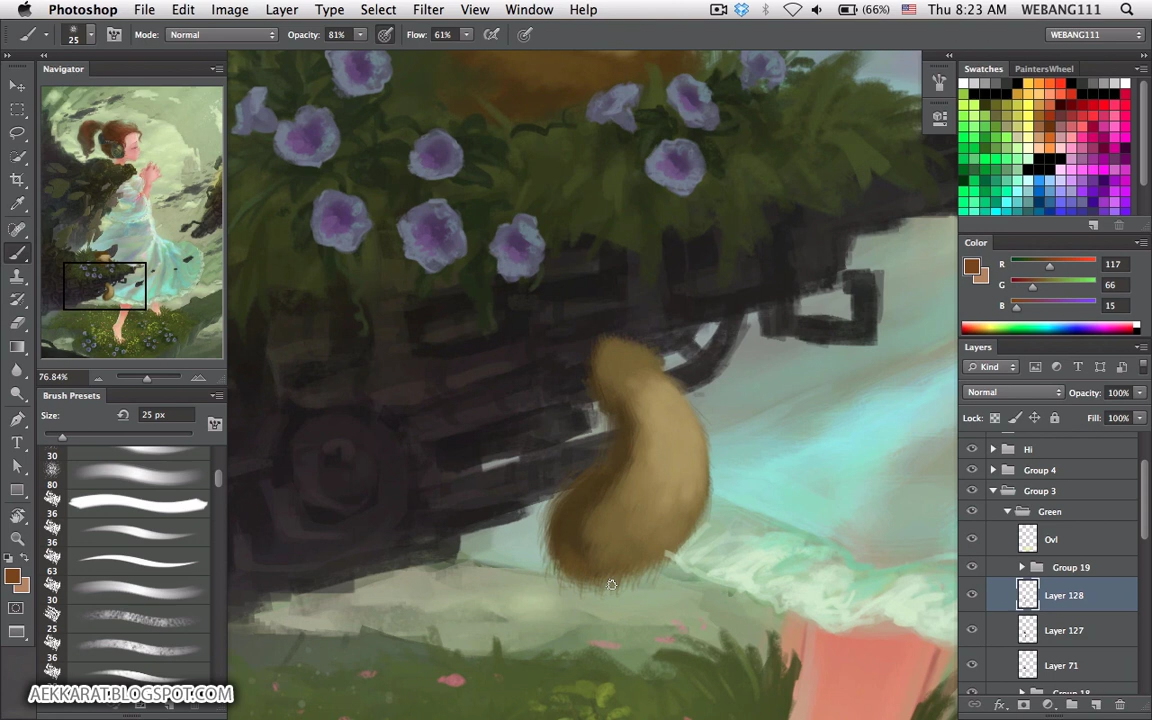 Photoshop File Edit Image Layer Type Select Filter View Window Help (66%) Thu 8:23 AM WEBANG111
25 Mode: Normal Opacity: 81% Flow: 61% WEBANG111
Navigator
76.84%
Brush Presets
Size: 25 px
30
80
36
36
63
30
25
36
36
AEKKARAT.BLOGSPOT.COM
Swatches PaintersWheel
Color
R 117
G 66
B 15
Layers
Kind
Normal Opacity: 100%
Lock: Fill: 100%
Hi
Group 4
Group 3
Green
Ovl
Group 19
Layer 128
Layer 127
Layer 71
Group 18
fx